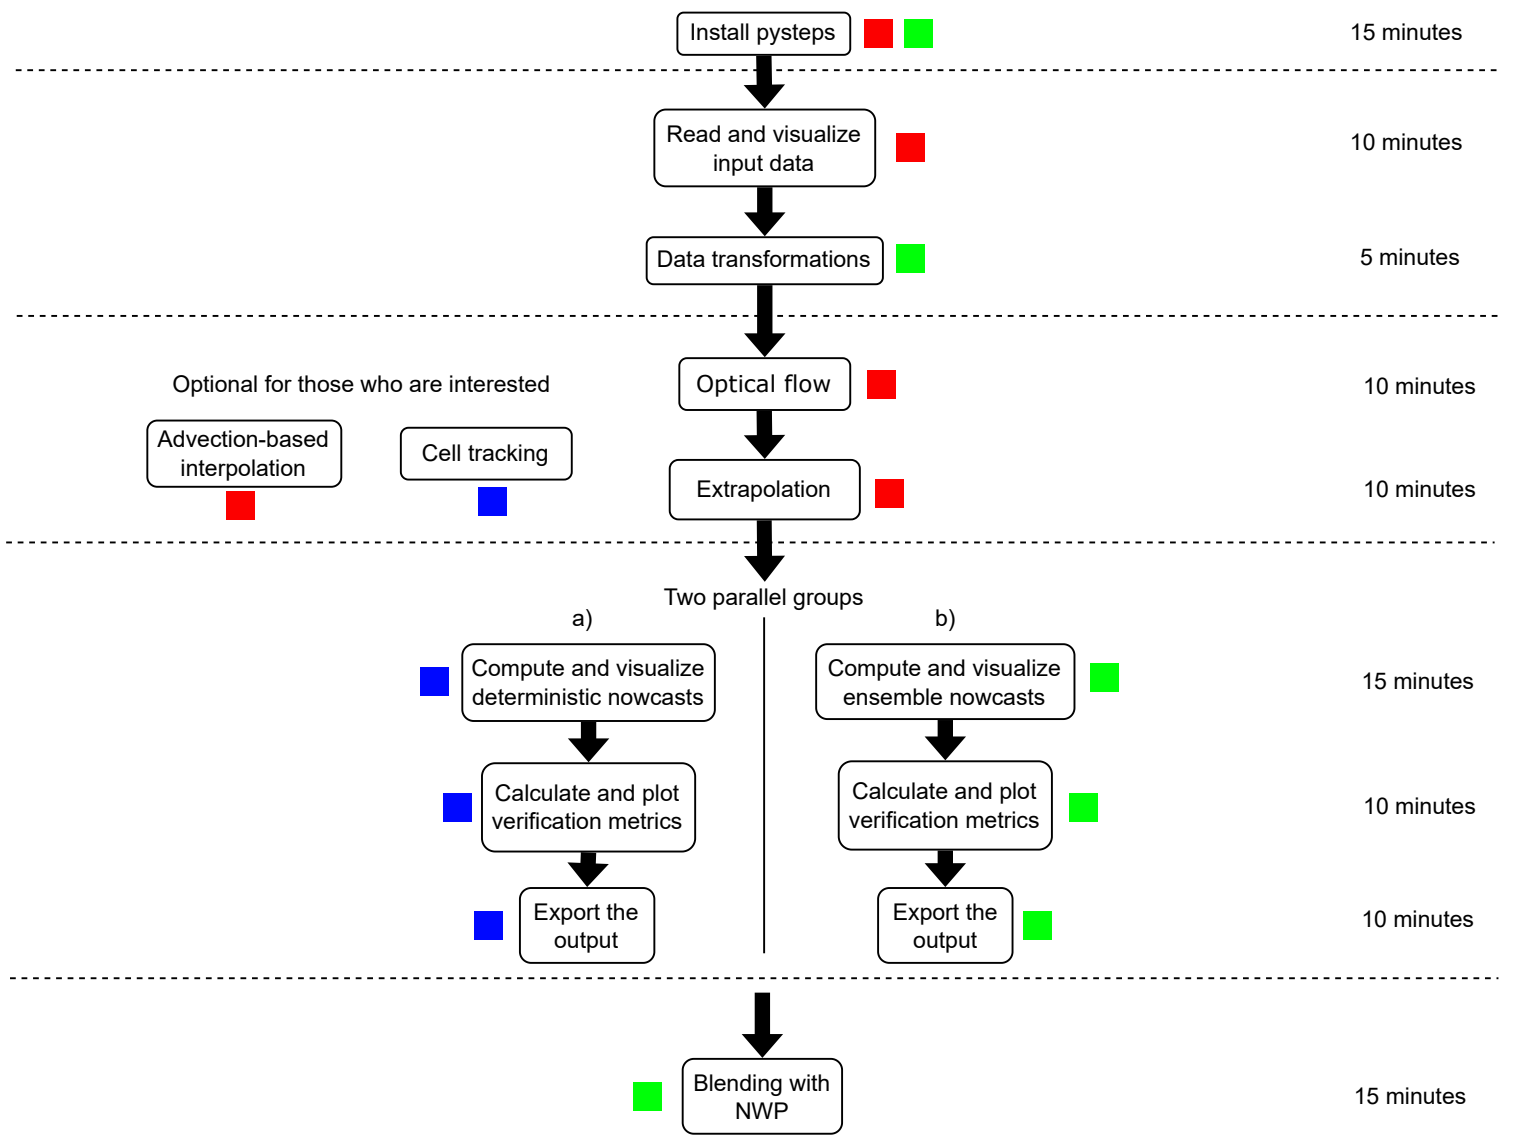 Install pysteps
15 minutes
Read and visualize
input data
10 minutes
Data transformations
5 minutes
Optional for those who are interested
Optical flow
10 minutes
Advection-based
interpolation
Cell tracking
Extrapolation
10 minutes
Two parallel groups
a)
b)
Compute and visualize
deterministic nowcasts
Compute and visualize
ensemble nowcasts
15 minutes
Calculate and plot
verification metrics
Calculate and plot
verification metrics
10 minutes
Export the
output
Export the
output
10 minutes
Blending with
NWP
15 minutes